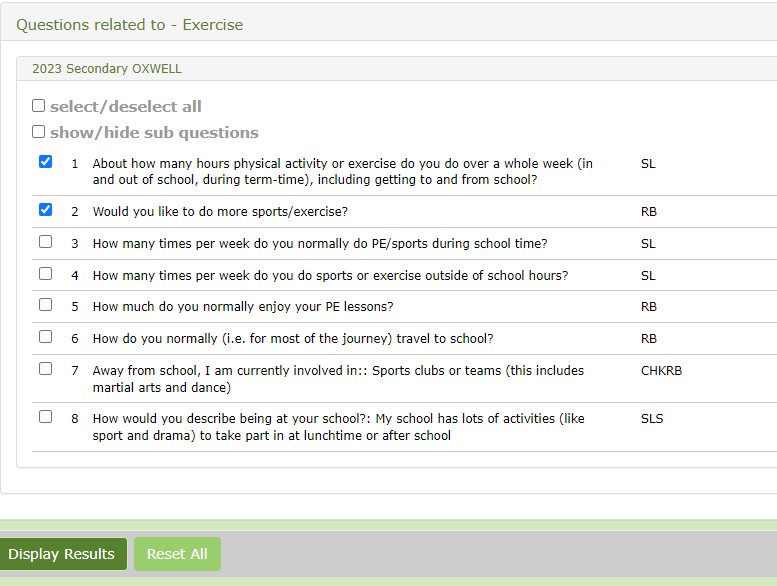 Questions related to - Exercise
2023 Secondary OXWELL
select/deselect all
show/hide sub questions
1 About how many hours physical activity or exercise do you do over a whole week (in SL
and out of school, during term-time), including getting to and from school?
2 Would you like to do more sports/exercise? RB
3 How many times per week do you normally do PE/sports during school time? SL
4 How many times per week do you do sports or exercise outside of school hours? SL
5 How much do you normally enjoy your PE lessons? RB
6 How do you normally (i.e. for most of the journey) travel to school? RB
7 Away from school, I am currently involved in:: Sports clubs or teams (this includes CHKRB
martial arts and dance)
8 How would you describe being at your school?: My school has lots of activities (like SLS
sport and drama) to take part in at lunchtime or after school
Display Results Reset All